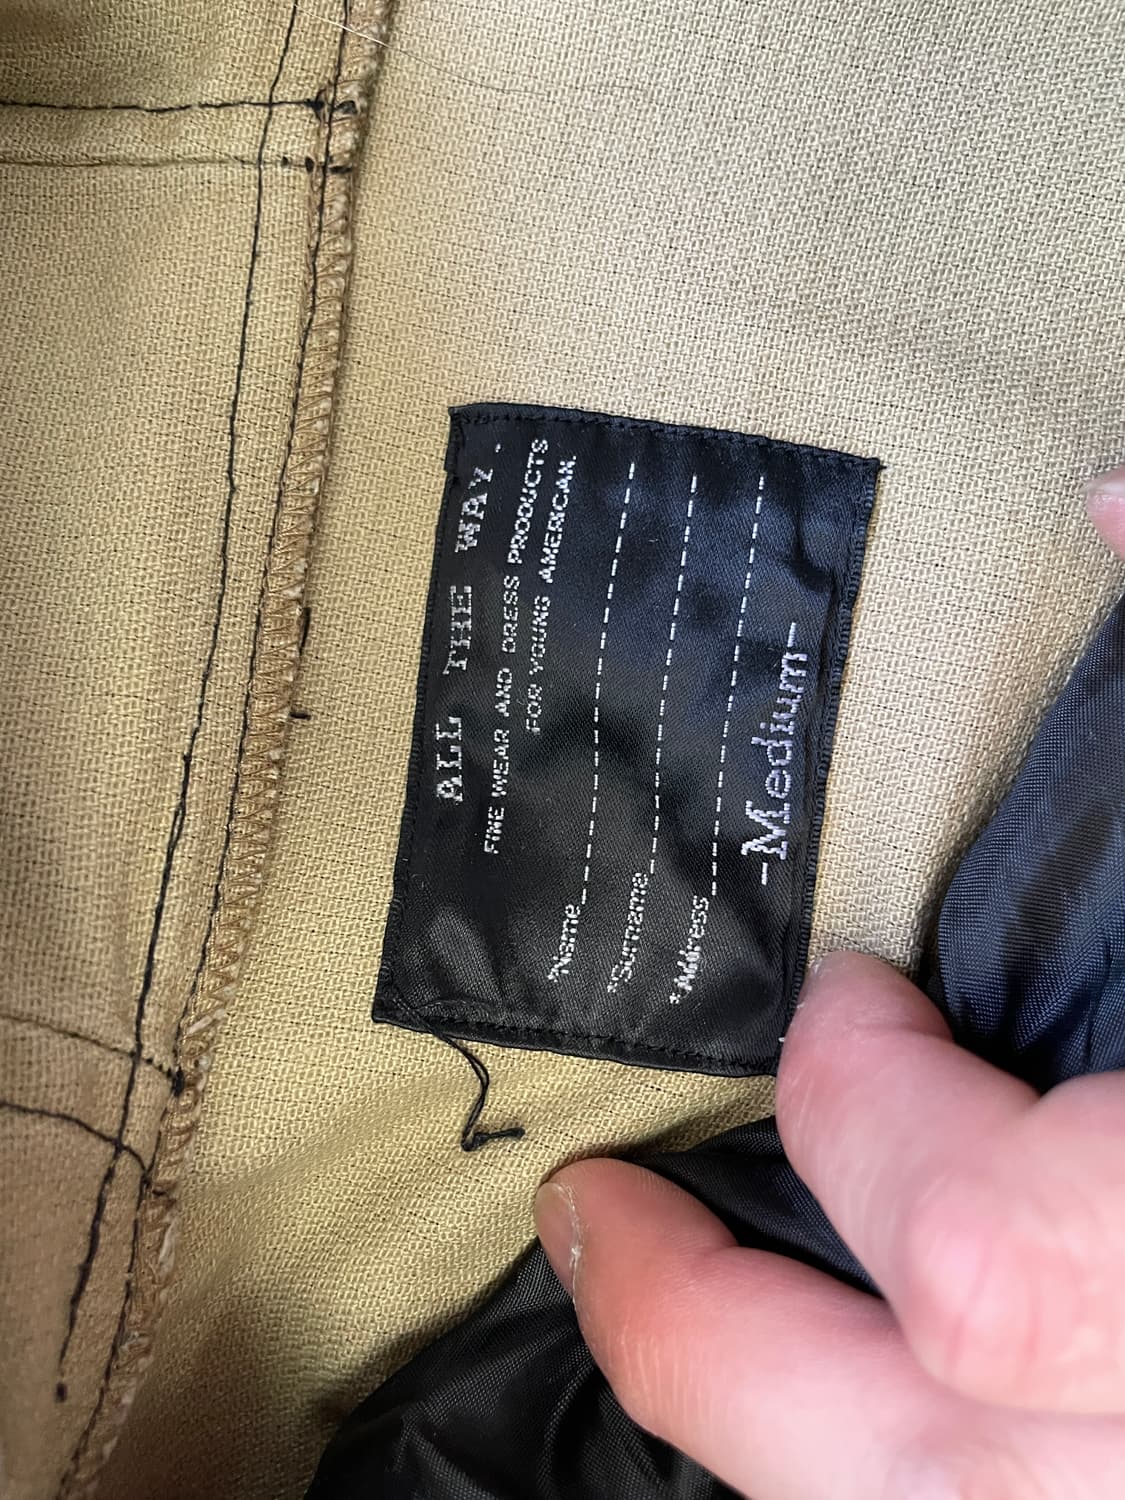 ALL THE WAY.
FINE WEAR AND DRESS PRODUCTS
FOR YOUNG AMERICAN.
*Name
*Surname
*Address
-Medium-